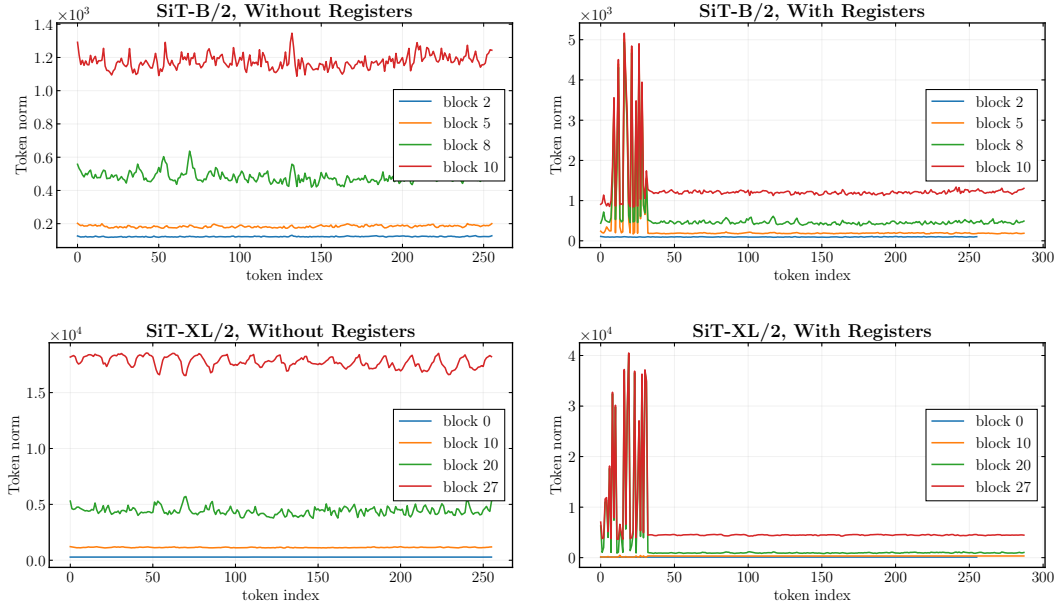 SiT-B/2, Without Registers
×10³
1.4
1.2
1.0
0.8
0.6
0.4
0.2
Token norm
block 2
block 5
block 8
block 10
0 50 100 150 200 250
token index
SiT-B/2, With Registers
×10³
5
4
3
2
1
0
Token norm
block 2
block 5
block 8
block 10
0 50 100 150 200 250 300
token index
SiT-XL/2, Without Registers
×10⁴
1.5
1.0
0.5
0.0
Token norm
block 0
block 10
block 20
block 27
0 50 100 150 200 250
token index
SiT-XL/2, With Registers
×10⁴
4
3
2
1
0
Token norm
block 0
block 10
block 20
block 27
0 50 100 150 200 250 300
token index